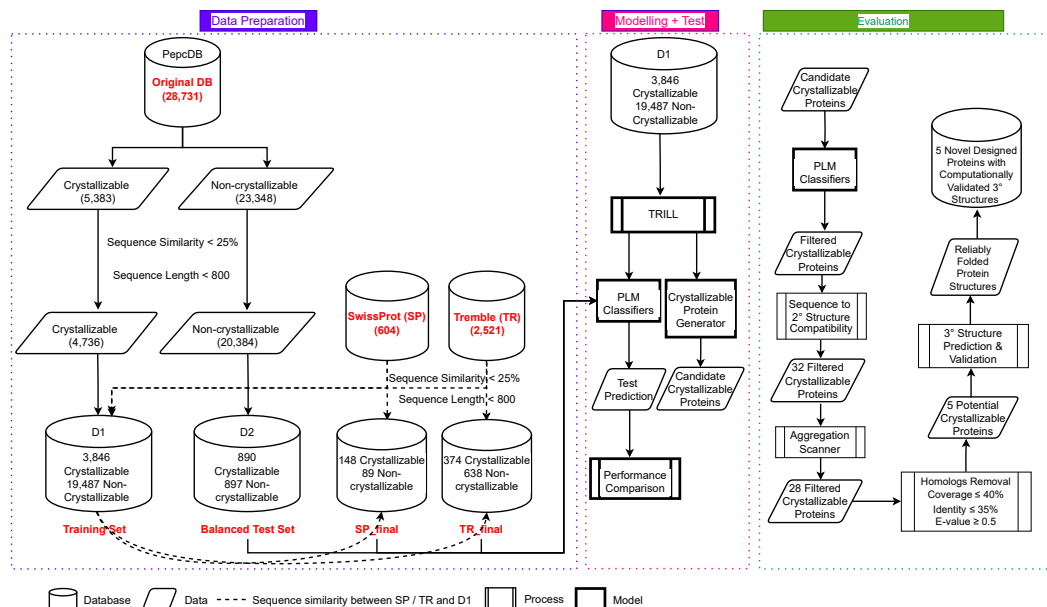 Data Preparation
PepcDB
Original DB
(28,731)
Crystallizable
(5,383)
Non-crystallizable
(23,348)
Sequence Similarity < 25%
Sequence Length < 800
Crystallizable
(4,736)
Non-crystallizable
(20,384)
SwissProt (SP)
(604)
Tremble (TR)
(2,521)
Sequence Similarity < 25%
Sequence Length < 800
D1
3,846
Crystallizable
19,487 Non-
Crystallizable
Training Set
D2
890
Crystallizable
897 Non-
crystallizable
Balanced Test Set
148 Crystallizable
89 Non-
crystallizable
SP_final
374 Crystallizable
638 Non-
crystallizable
TR_final
Modelling + Test
D1
3,846
Crystallizable
19,487 Non-
Crystallizable
TRILL
PLM
Classifiers
Crystallizable
Protein
Generator
Test
Prediction
Candidate
Crystallizable
Proteins
Performance
Comparison
Evaluation
Candidate
Crystallizable
Proteins
PLM
Classifiers
Filtered
Crystallizable
Proteins
Sequence to
2° Structure
Compatibility
32 Filtered
Crystallizable
Proteins
Aggregation
Scanner
28 Filtered
Crystallizable
Proteins
Homologs Removal
Coverage ≤ 40%
Identity ≤ 35%
E-value ≥ 0.5
5 Potential
Crystallizable
Proteins
3° Structure
Prediction &
Validation
Reliably
Folded
Protein
Structures
5 Novel Designed
Proteins with
Computationally
Validated 3°
Structures
Database
Data
Sequence similarity between SP / TR and D1
Process
Model